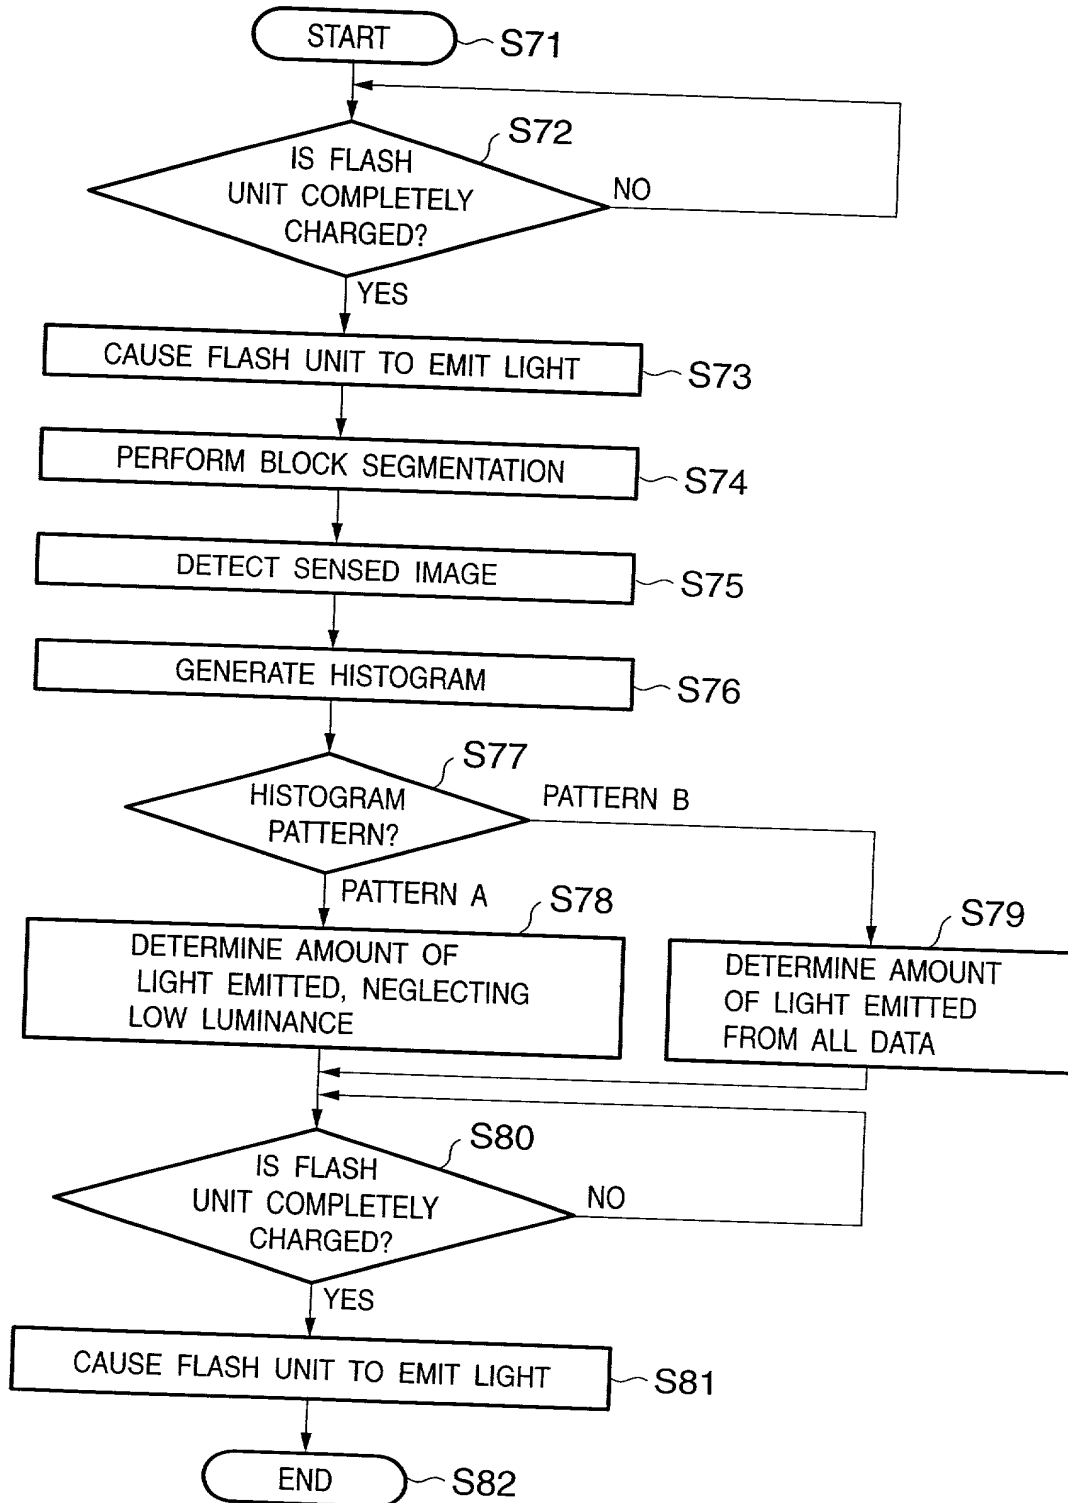 START
S71
S72
IS FLASH
UNIT COMPLETELY
CHARGED?
NO
YES
CAUSE FLASH UNIT TO EMIT LIGHT
S73
PERFORM BLOCK SEGMENTATION
S74
DETECT SENSED IMAGE
S75
GENERATE HISTOGRAM
S76
S77
HISTOGRAM
PATTERN?
PATTERN B
PATTERN A
S78
DETERMINE AMOUNT OF
LIGHT EMITTED, NEGLECTING
LOW LUMINANCE
S79
DETERMINE AMOUNT
OF LIGHT EMITTED
FROM ALL DATA
S80
IS FLASH
UNIT COMPLETELY
CHARGED?
NO
YES
CAUSE FLASH UNIT TO EMIT LIGHT
S81
END
S82